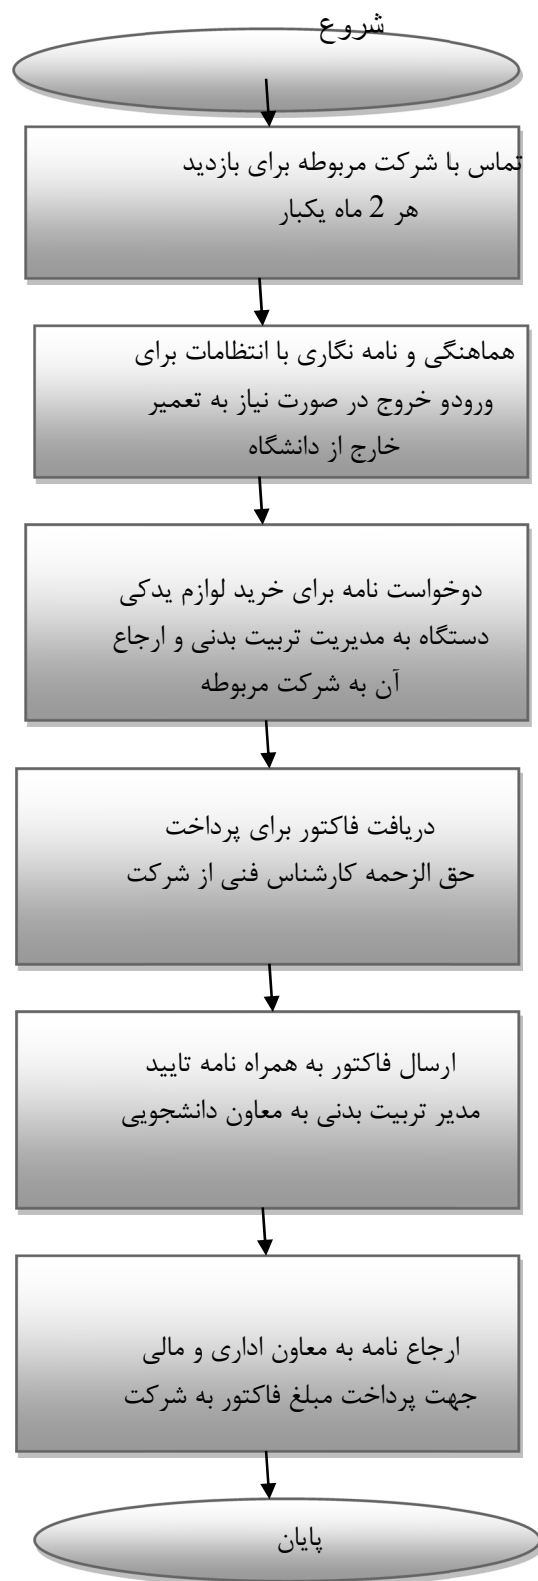 شروع
تماس با شرکت مربوطه برای بازدید
هر 2 ماه یکبار
هماهنگی و نامه نگاری با انتظامات برای
ورودو خروج در صورت نیاز به تعمیر
خارج از دانشگاه
دوخواست نامه برای خرید لوازم یدکی
دستگاه به مدیریت تربیت بدنی و ارجاع
آن به شرکت مربوطه
دریافت فاکتور برای پرداخت
حق الزحمه کارشناس فنی از شرکت
ارسال فاکتور به همراه نامه تایید
مدیر تربیت بدنی به معاون دانشجویی
ارجاع نامه به معاون اداری و مالی
جهت پرداخت مبلغ فاکتور به شرکت
پایان